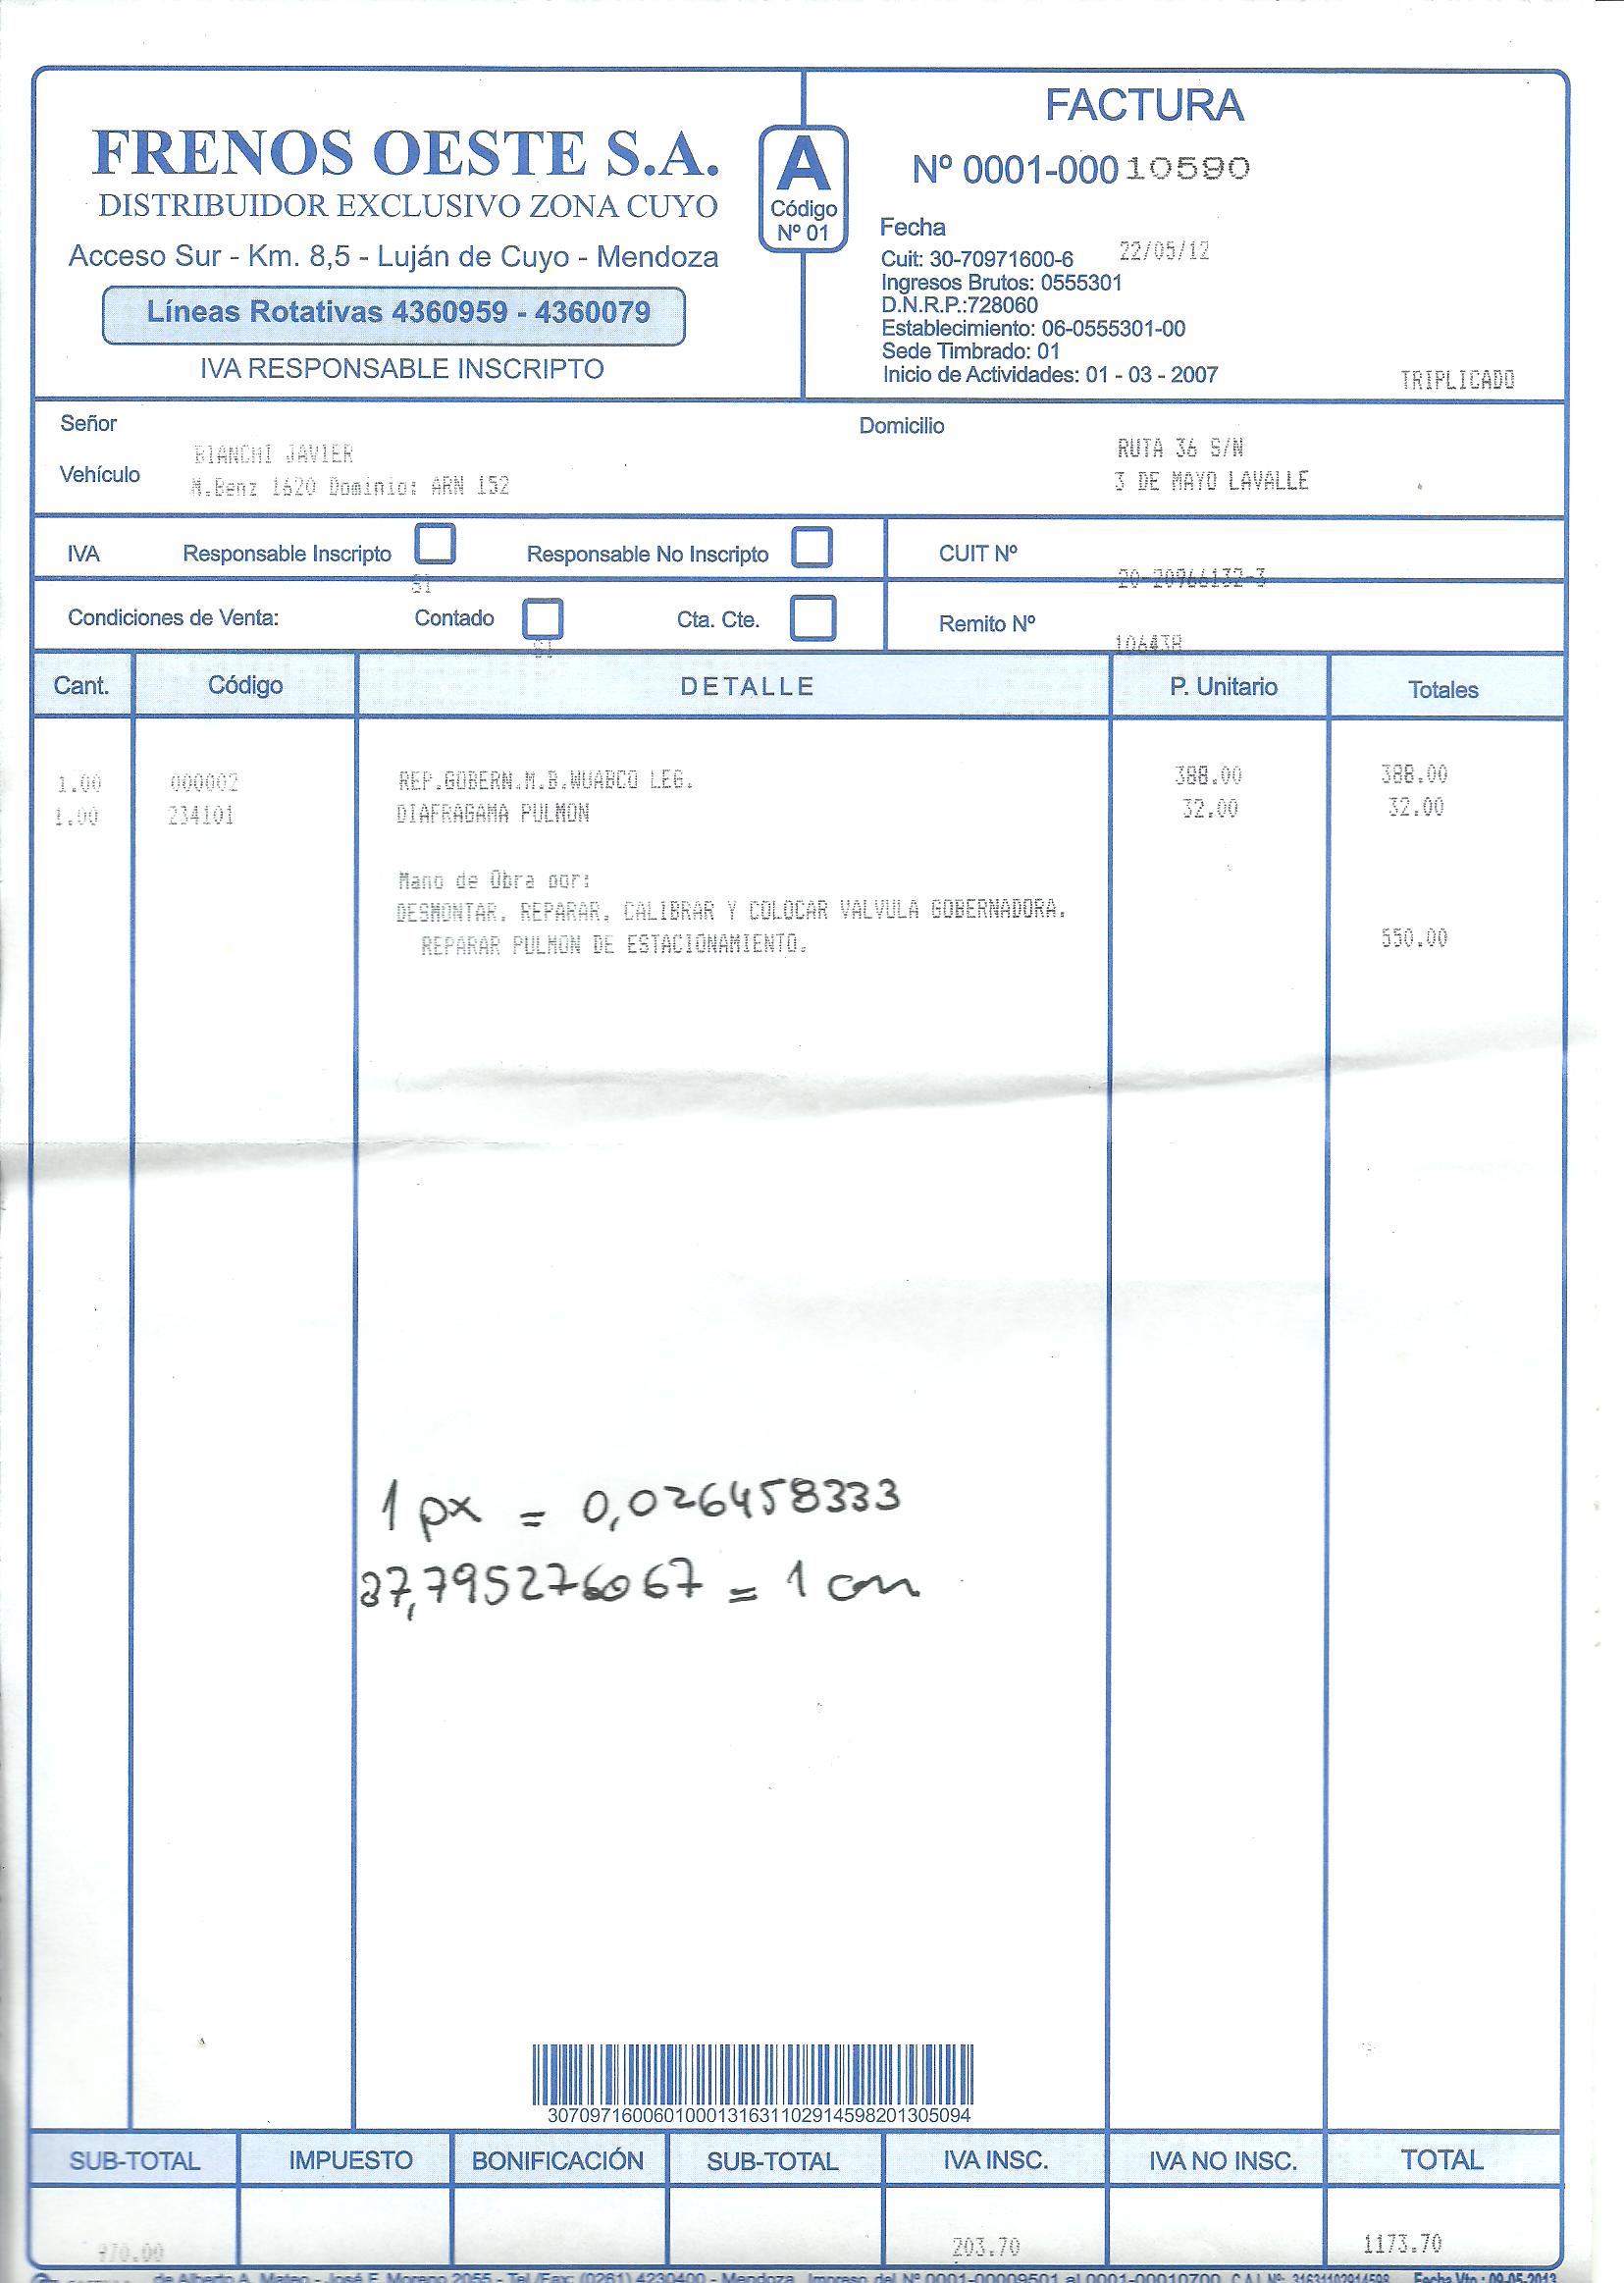 FACTURA
FRENOS OESTE S.A.
DISTRIBUIDOR EXCLUSIVO ZONA CUYO
Acceso Sur - Km. 8,5 - Luján de Cuyo - Mendoza
Líneas Rotativas 4360959 - 4360079
IVA RESPONSABLE INSCRIPTO
A
Código
Nº 01
Nº 0001-000 10590
Fecha
22/05/12
Cuit: 30-70971600-6
Ingresos Brutos: 0555301
D.N.R.P.:728060
Establecimiento: 06-0555301-00
Sede Timbrado: 01
Inicio de Actividades: 01 - 03 - 2007
TRIPLICADO
Señor BIANCHI JAVIER
Domicilio RUTA 36 S/N
Vehículo M.Benz 1620 Dominio: ARN 152
3 DE MAYO LAVALLE
IVA Responsable Inscripto Responsable No Inscripto CUIT Nº
SI 20-20966132-3
Condiciones de Venta: Contado Cta. Cte. Remito Nº
SI 106438
Cant. Código DETALLE P. Unitario Totales
1.00 000002 REP.GOBERN.M.B.WUABCO LEG. 388.00 388.00
1.00 234101 DIAFRAGAMA PULMON 32.00 32.00
Mano de Obra por:
DESMONTAR, REPARAR, CALIBRAR Y COLOCAR VALVULA GOBERNADORA.
REPARAR PULMON DE ESTACIONAMIENTO. 550.00
1 px = 0,026458333
37,795276067 = 1 cm
307097160060100013163110291459820130509​4
SUB-TOTAL IMPUESTO BONIFICACIÓN SUB-TOTAL IVA INSC. IVA NO INSC. TOTAL
970.00 203.70 1173.70
de Alberto A. Mateo - José F. Moreno 2055 - Tel./Fax: (0261) 4230400 - Mendoza Impreso del Nº 0001-00009501 al 0001-00010700 C.A.I. Nº: 31631102914598 Fecha Vto.: 09-05-2013